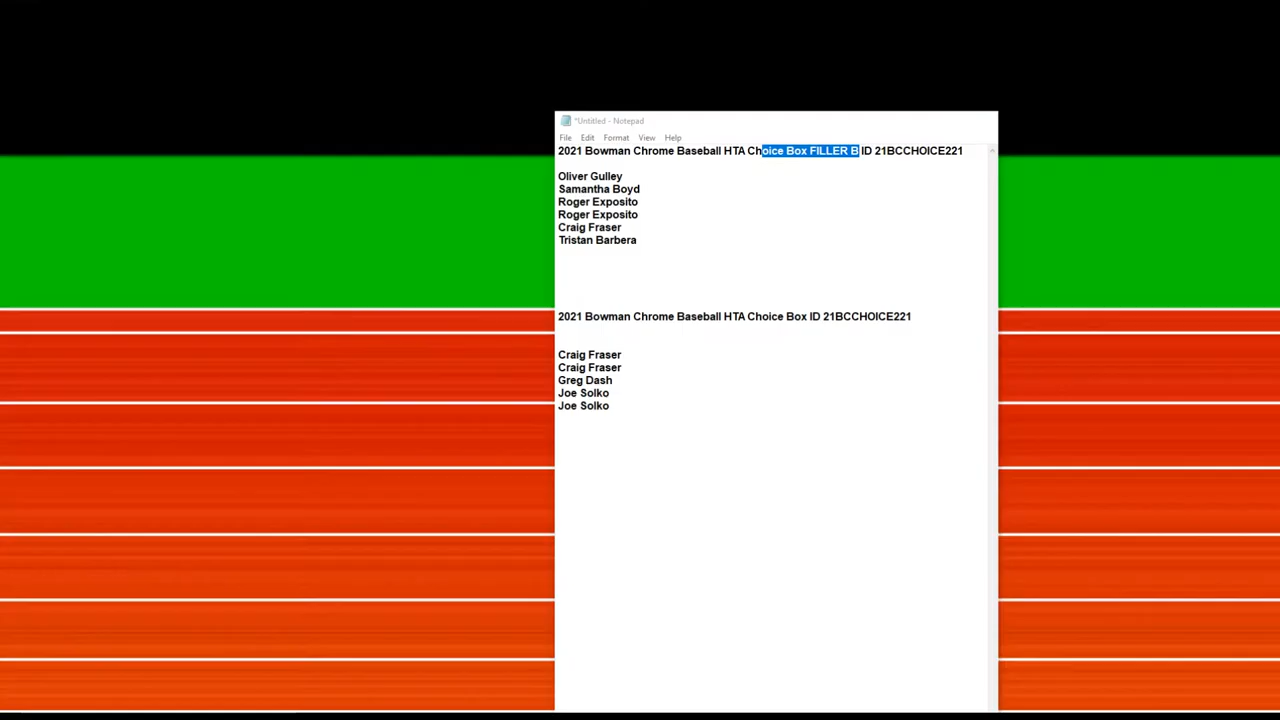 *Untitled - Notepad
File Edit Format View Help
2021 Bowman Chrome Baseball HTA Choice Box FILLER B ID 21BCCHOICE221
Oliver Gulley
Samantha Boyd
Roger Exposito
Roger Exposito
Craig Fraser
Tristan Barbera
2021 Bowman Chrome Baseball HTA Choice Box ID 21BCCHOICE221
Craig Fraser
Craig Fraser
Greg Dash
Joe Solko
Joe Solko